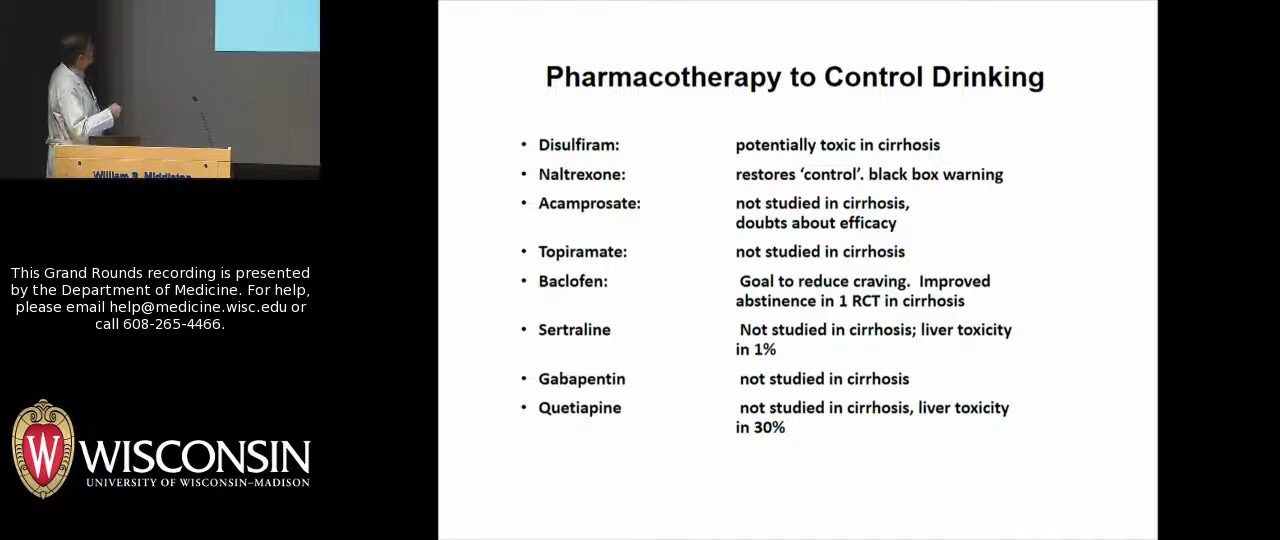 Pharmacotherapy to Control Drinking
• Disulfiram: potentially toxic in cirrhosis
• Naltrexone: restores ‘control’. black box warning
• Acamprosate: not studied in cirrhosis,
doubts about efficacy
• Topiramate: not studied in cirrhosis
• Baclofen: Goal to reduce craving. Improved
abstinence in 1 RCT in cirrhosis
• Sertraline Not studied in cirrhosis; liver toxicity
in 1%
• Gabapentin not studied in cirrhosis
• Quetiapine not studied in cirrhosis, liver toxicity
in 30%
William S. Middleton
This Grand Rounds recording is presented
by the Department of Medicine. For help,
please email help@medicine.wisc.edu or
call 608-265-4466.
W
WISCONSIN
UNIVERSITY OF WISCONSIN–MADISON